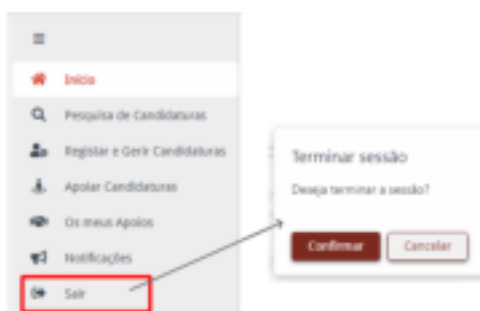 Início
Pesquisa de Candidaturas
Registar e Gerir Candidaturas
Apoiar Candidaturas
Os meus Apoios
Notificações
Sair
Terminar sessão
Deseja terminar a sessão?
Confirmar
Cancelar